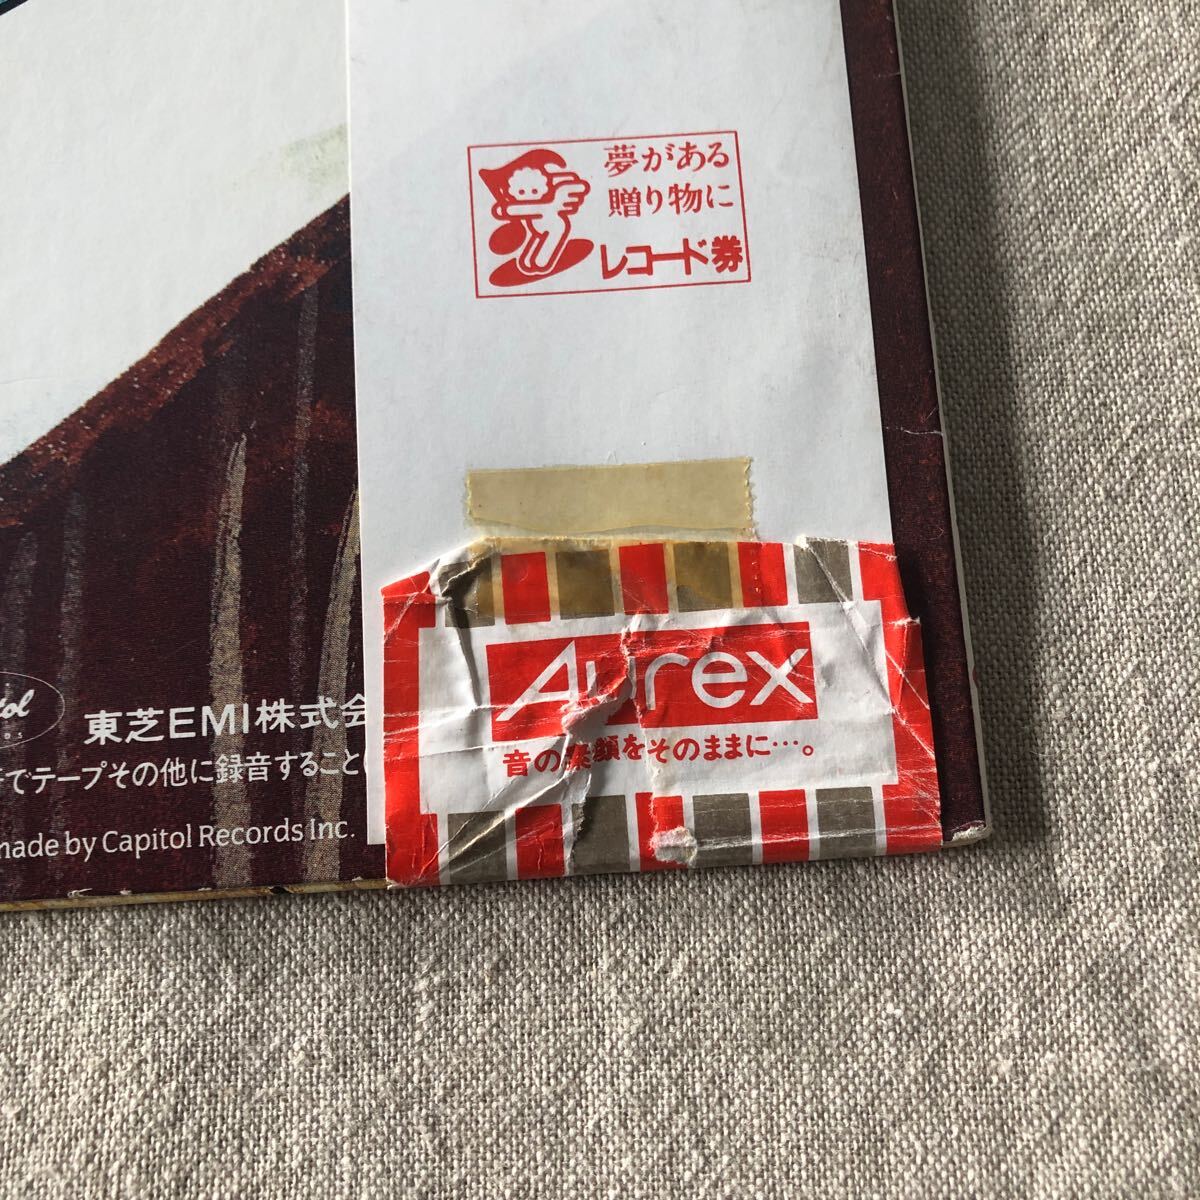 夢がある
贈り物に
レコード券
Aurex
音の素顔をそのままに…。
東芝EMI株式会
でテープその他に録音すること
made by Capitol Records Inc.